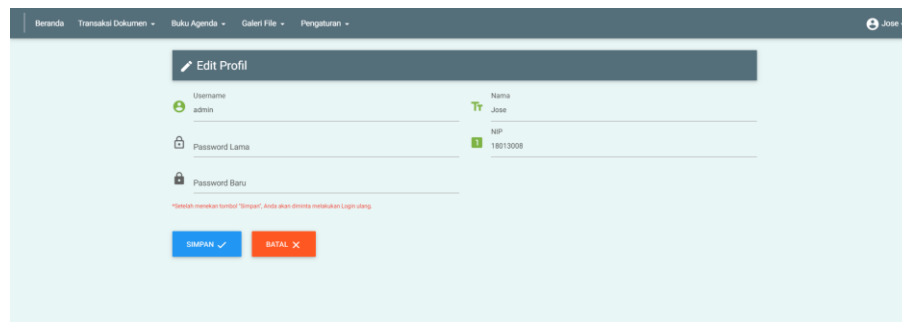 Beranda Transaksi Dokumen Buku Agenda Galeri File Pengaturan Jose
Edit Profil
Username
admin
Nama
Jose
Password Lama
NIP
18013008
Password Baru
*Setelah menekan tombol "Simpan", Anda akan diminta melakukan Login ulang.
SIMPAN BATAL